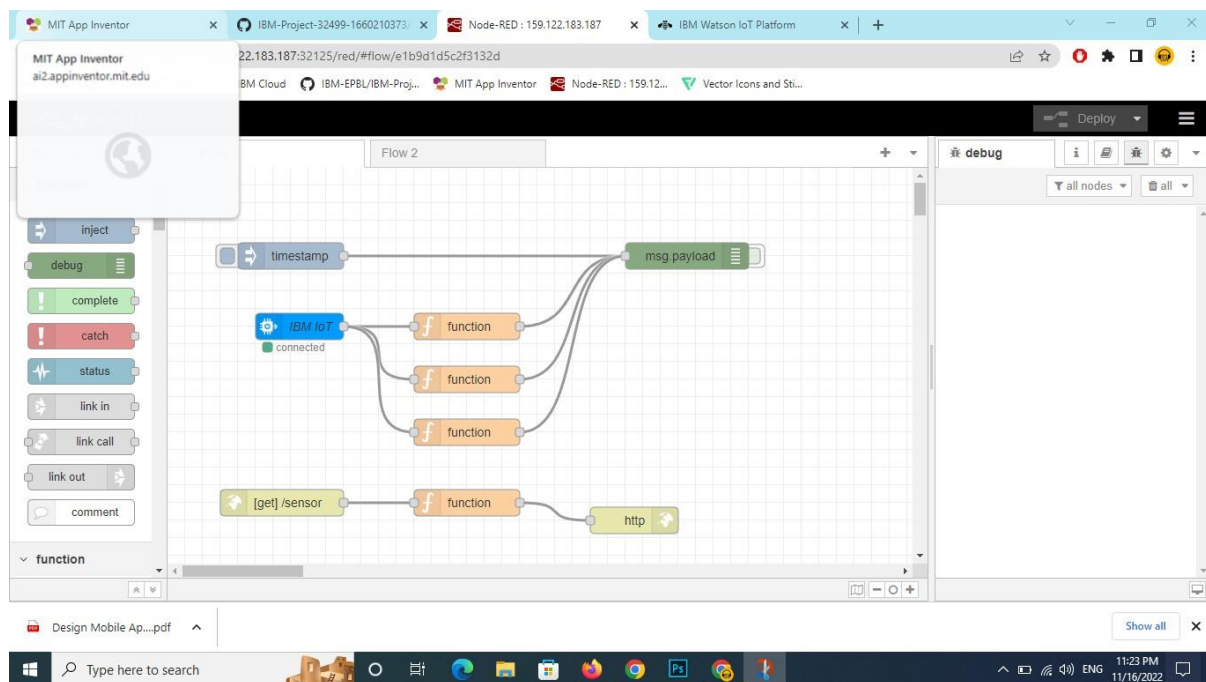 MIT App Inventor
IBM-Project-32499-1660210373/
Node-RED : 159.122.183.187
IBM Watson IoT Platform
MIT App Inventor
ai2.appinventor.mit.edu
22.183.187:32125/red/#flow/e1b9d1d5c2f3132d
BM Cloud
IBM-EPBL/IBM-Proj...
MIT App Inventor
Node-RED : 159.12...
Vector Icons and Sti...
Deploy
Flow 2
debug
i
all nodes
all
inject
debug
complete
catch
status
link in
link call
link out
comment
function
timestamp
msg.payload
IBM IoT
connected
function
function
function
[get] /sensor
function
http
Design Mobile Ap....pdf
Show all
Type here to search
Ps
ENG
11:23 PM
11/16/2022